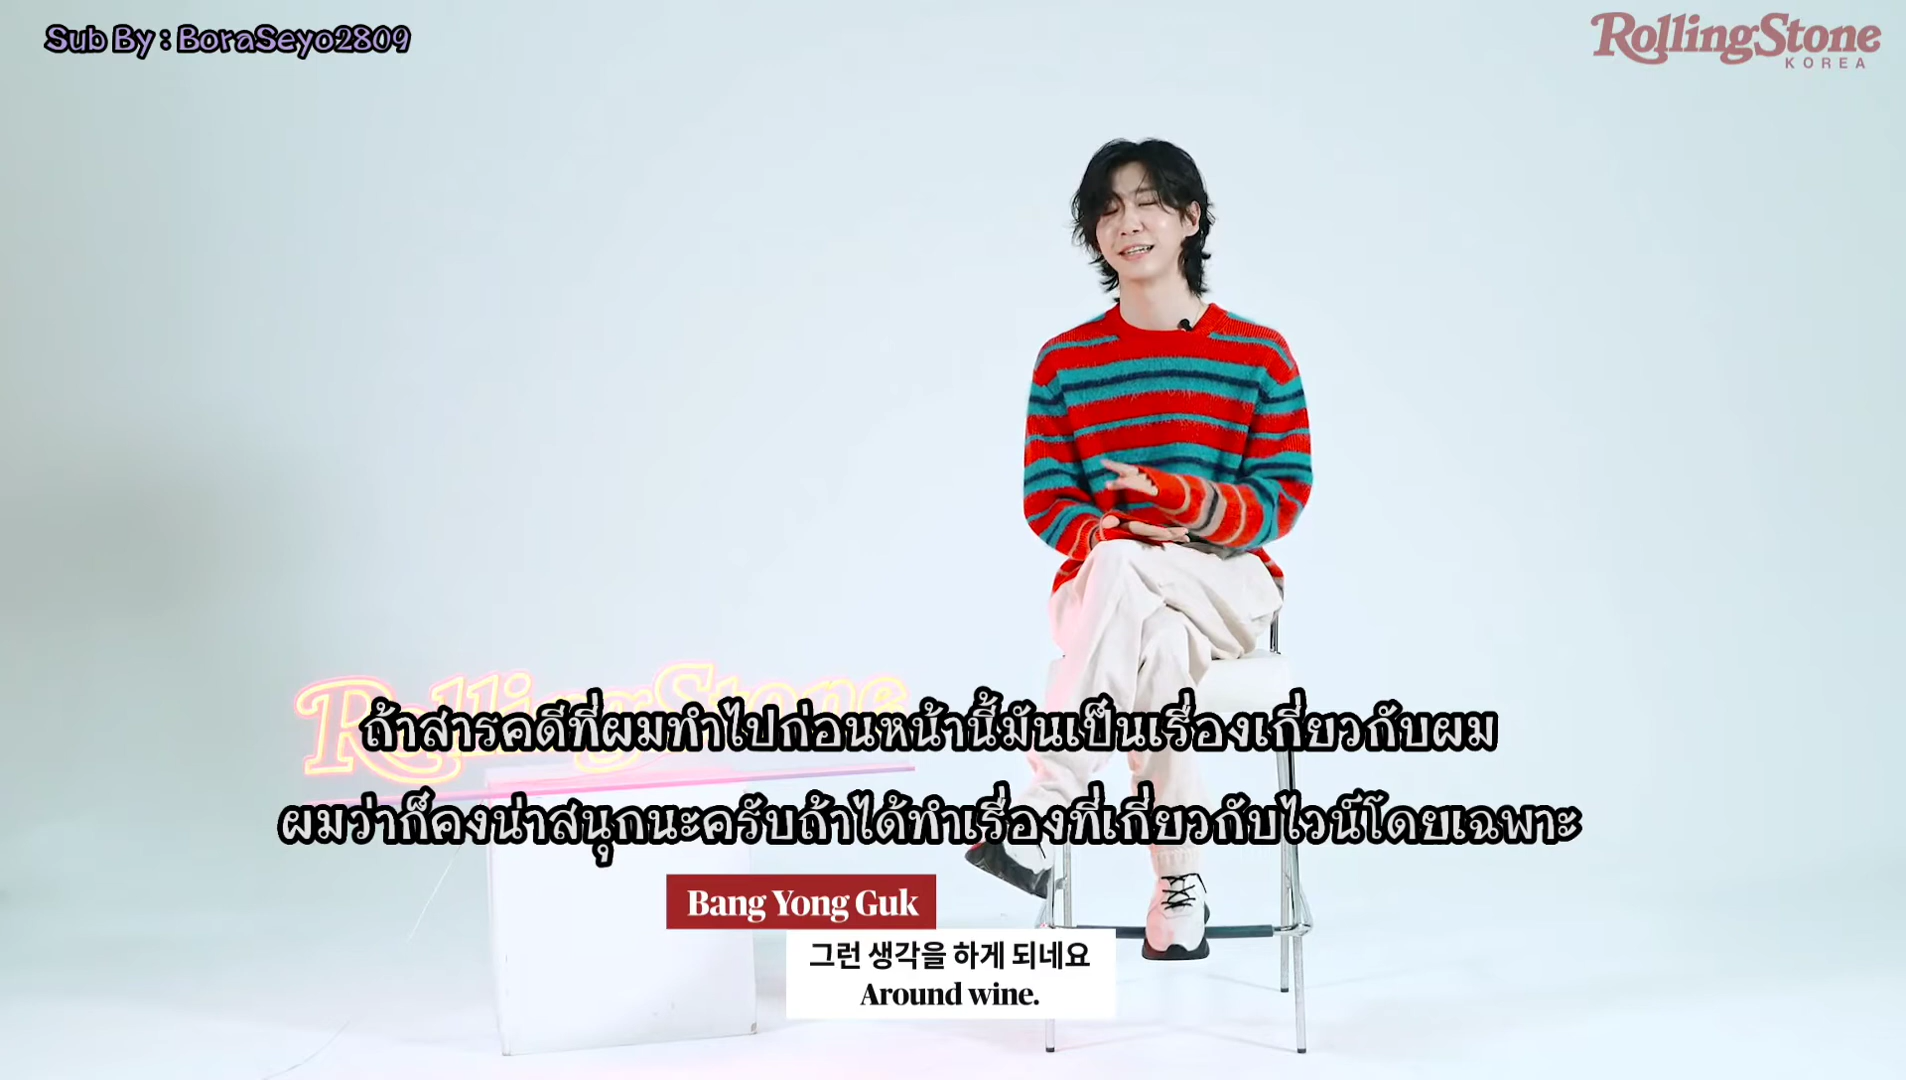 Sub By : BoraSeyo2809
RollingStone
KOREA
RollingStone
ถ้าสารคดีที่ผมทำไปก่อนหน้านี้มันเป็นเรื่องเกี่ยวกับผม
ผมว่าก็คงน่าสนุกนะครับถ้าได้ทำเรื่องที่เกี่ยวกับไวน์โดยเฉพาะ
Bang Yong Guk
그런 생각을 하게 되네요
Around wine.